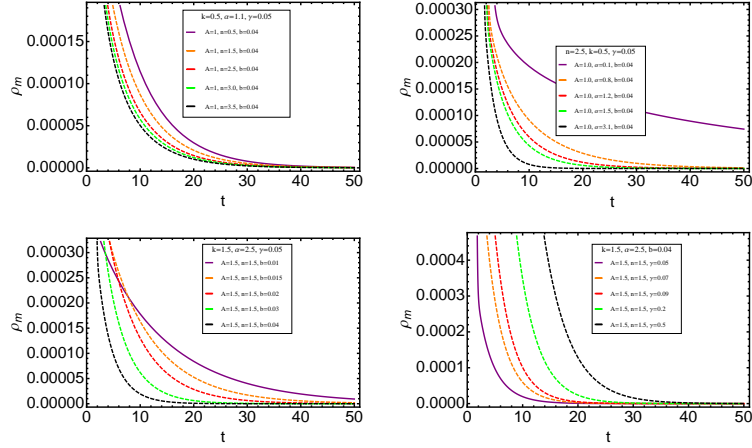 k=0.5, α=1.1, γ=0.05
A=1, n=0.5, b=0.04
A=1, n=1.5, b=0.04
A=1, n=2.5, b=0.04
A=1, n=3.0, b=0.04
A=1, n=3.5, b=0.04
0.00015
0.00010
0.00005
0.00000
ρm
0 10 20 30 40 50
t
n=2.5, k=0.5, γ=0.05
A=1.0, α=0.1, b=0.04
A=1.0, α=0.8, b=0.04
A=1.0, α=1.2, b=0.04
A=1.0, α=1.5, b=0.04
A=1.0, α=3.1, b=0.04
0.00030
0.00025
0.00020
0.00015
0.00010
0.00005
0.00000
ρm
0 10 20 30 40 50
t
k=1.5, α=2.5, γ=0.05
A=1.5, n=1.5, b=0.01
A=1.5, n=1.5, b=0.015
A=1.5, n=1.5, b=0.02
A=1.5, n=1.5, b=0.03
A=1.5, n=1.5, b=0.04
0.00030
0.00025
0.00020
0.00015
0.00010
0.00005
0.00000
ρm
0 10 20 30 40 50
t
k=1.5, α=2.5, b=0.04
A=1.5, n=1.5, γ=0.05
A=1.5, n=1.5, γ=0.07
A=1.5, n=1.5, γ=0.09
A=1.5, n=1.5, γ=0.2
A=1.5, n=1.5, γ=0.5
0.0004
0.0003
0.0002
0.0001
0.0000
ρm
0 10 20 30 40 50
t